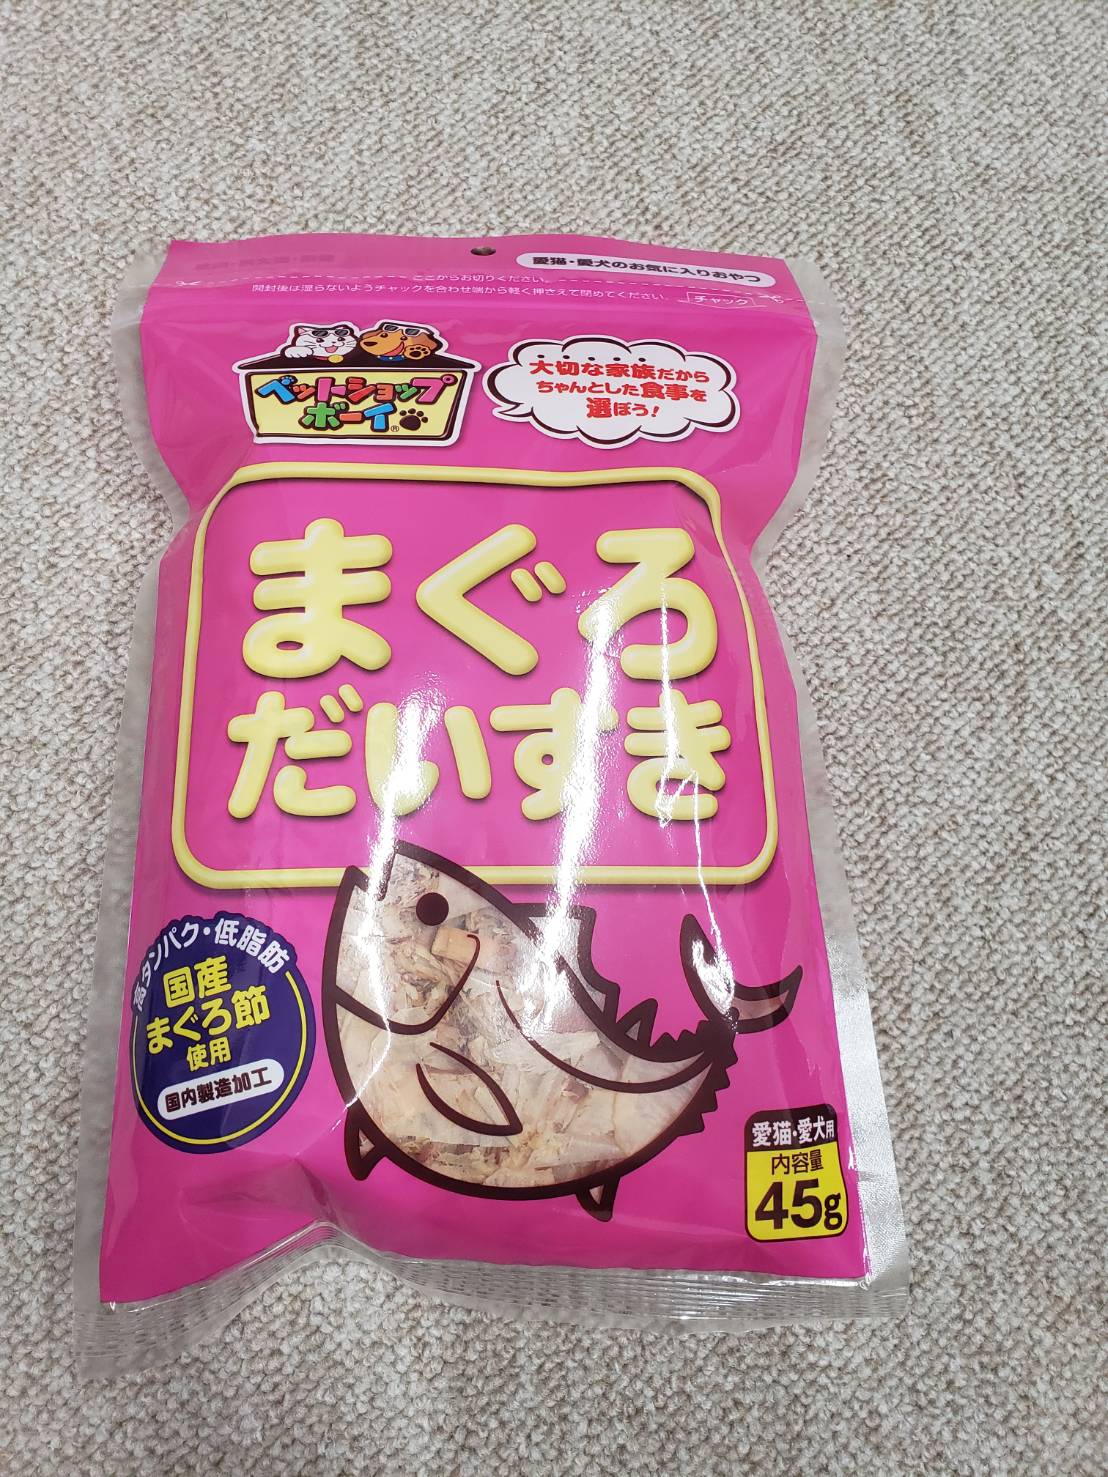 愛猫・愛犬のお気に入りおやつ
ここからお切りください。
開封後は湿らないようチャックを合わせ端から軽く押さえて閉めてください。
チャック
ペットショップ
ボーイ®
大切な家族だから
ちゃんとした食事を
選ぼう!
まぐろ
だいすき
高タンパク・低脂肪
国産
まぐろ節
使用
国内製造加工
愛猫・愛犬用
内容量
45g